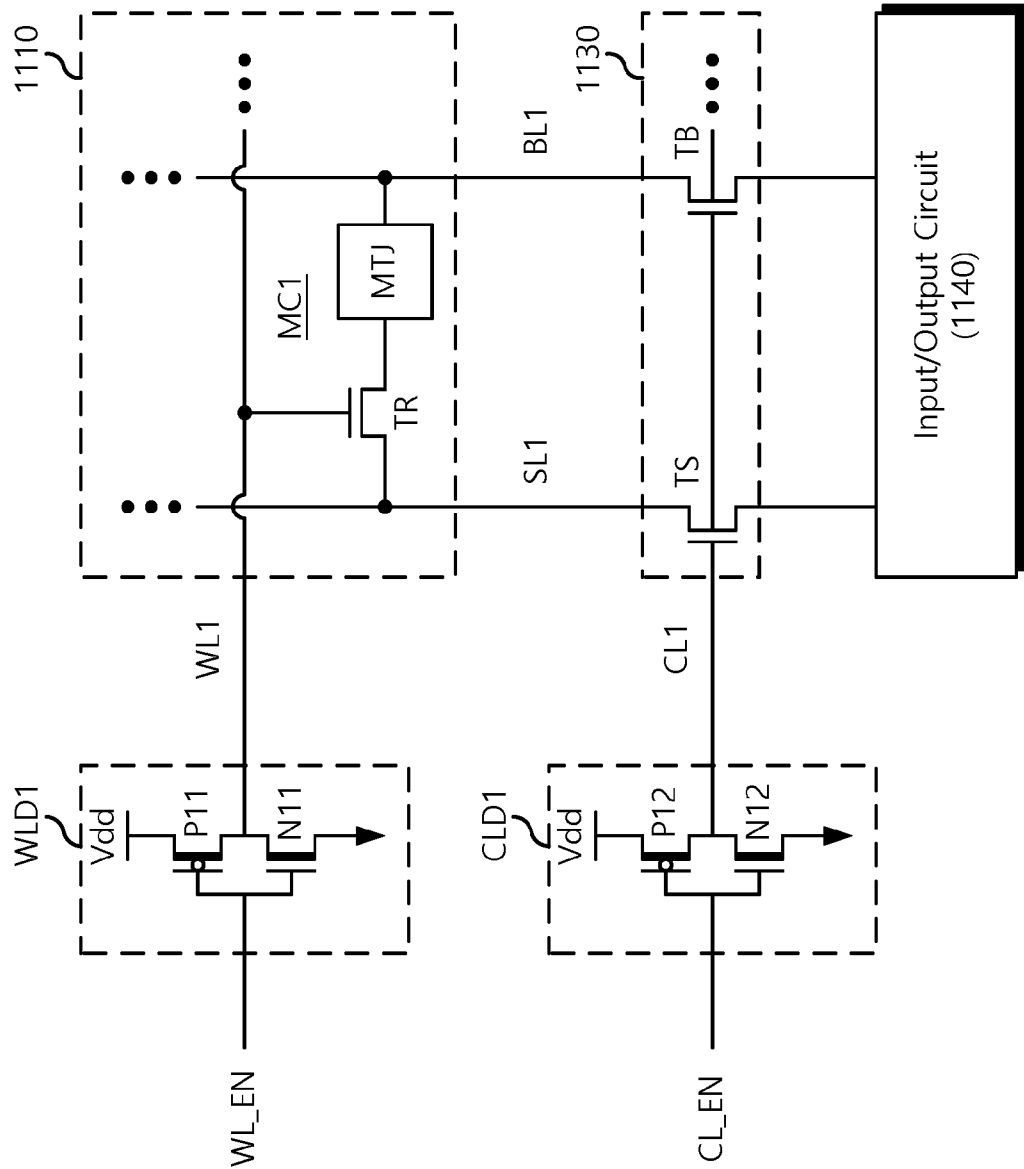 1110
WLD1
Vdd
P11
N11
WL_EN
WL1
MC1
MTJ
TR
SL1
BL1
1130
CLD1
Vdd
P12
N12
CL_EN
CL1
TS
TB
Input/Output Circuit
(1140)